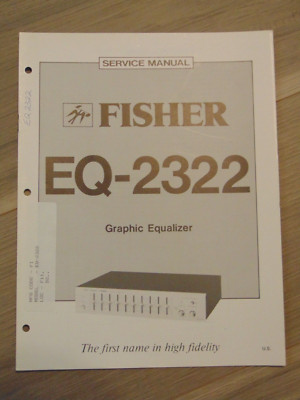 SERVICE MANUAL
FISHER
EQ-2322
Graphic Equalizer
The first name in high fidelity
EQ 2322